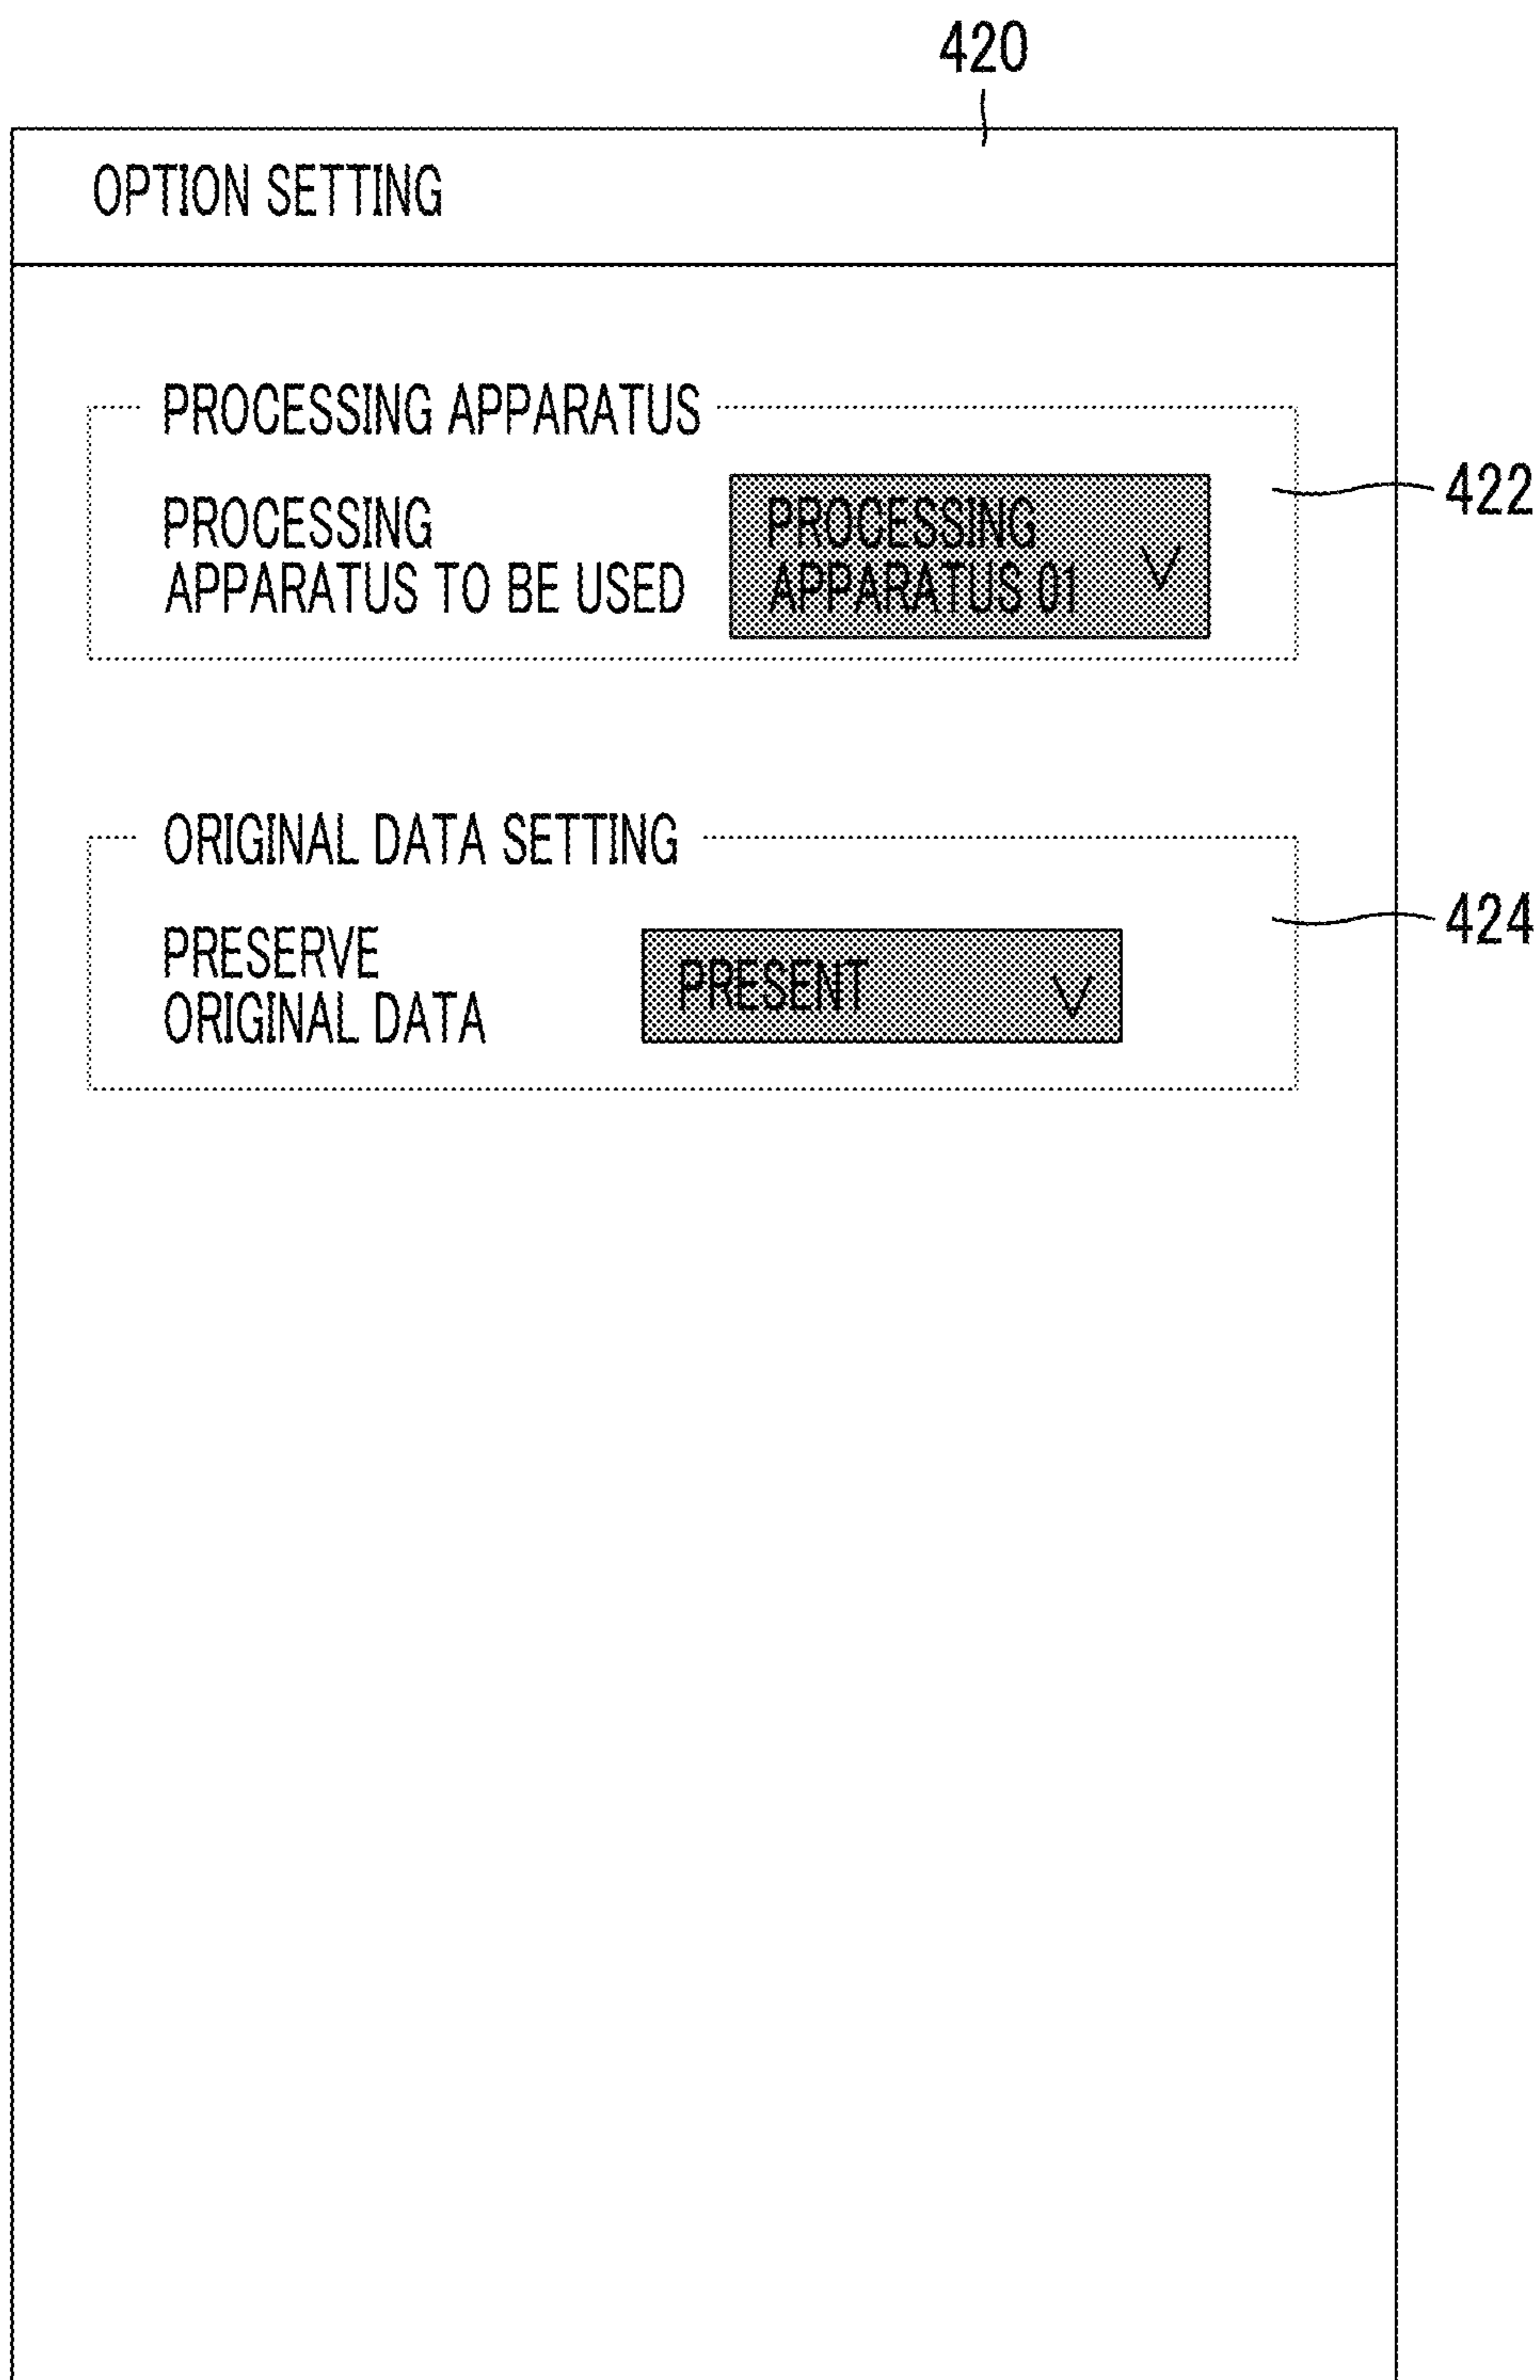 420
OPTION SETTING
PROCESSING APPARATUS
PROCESSING
APPARATUS TO BE USED
PROCESSING
APPARATUS 01
422
ORIGINAL DATA SETTING
PRESERVE
ORIGINAL DATA
PRESENT
424